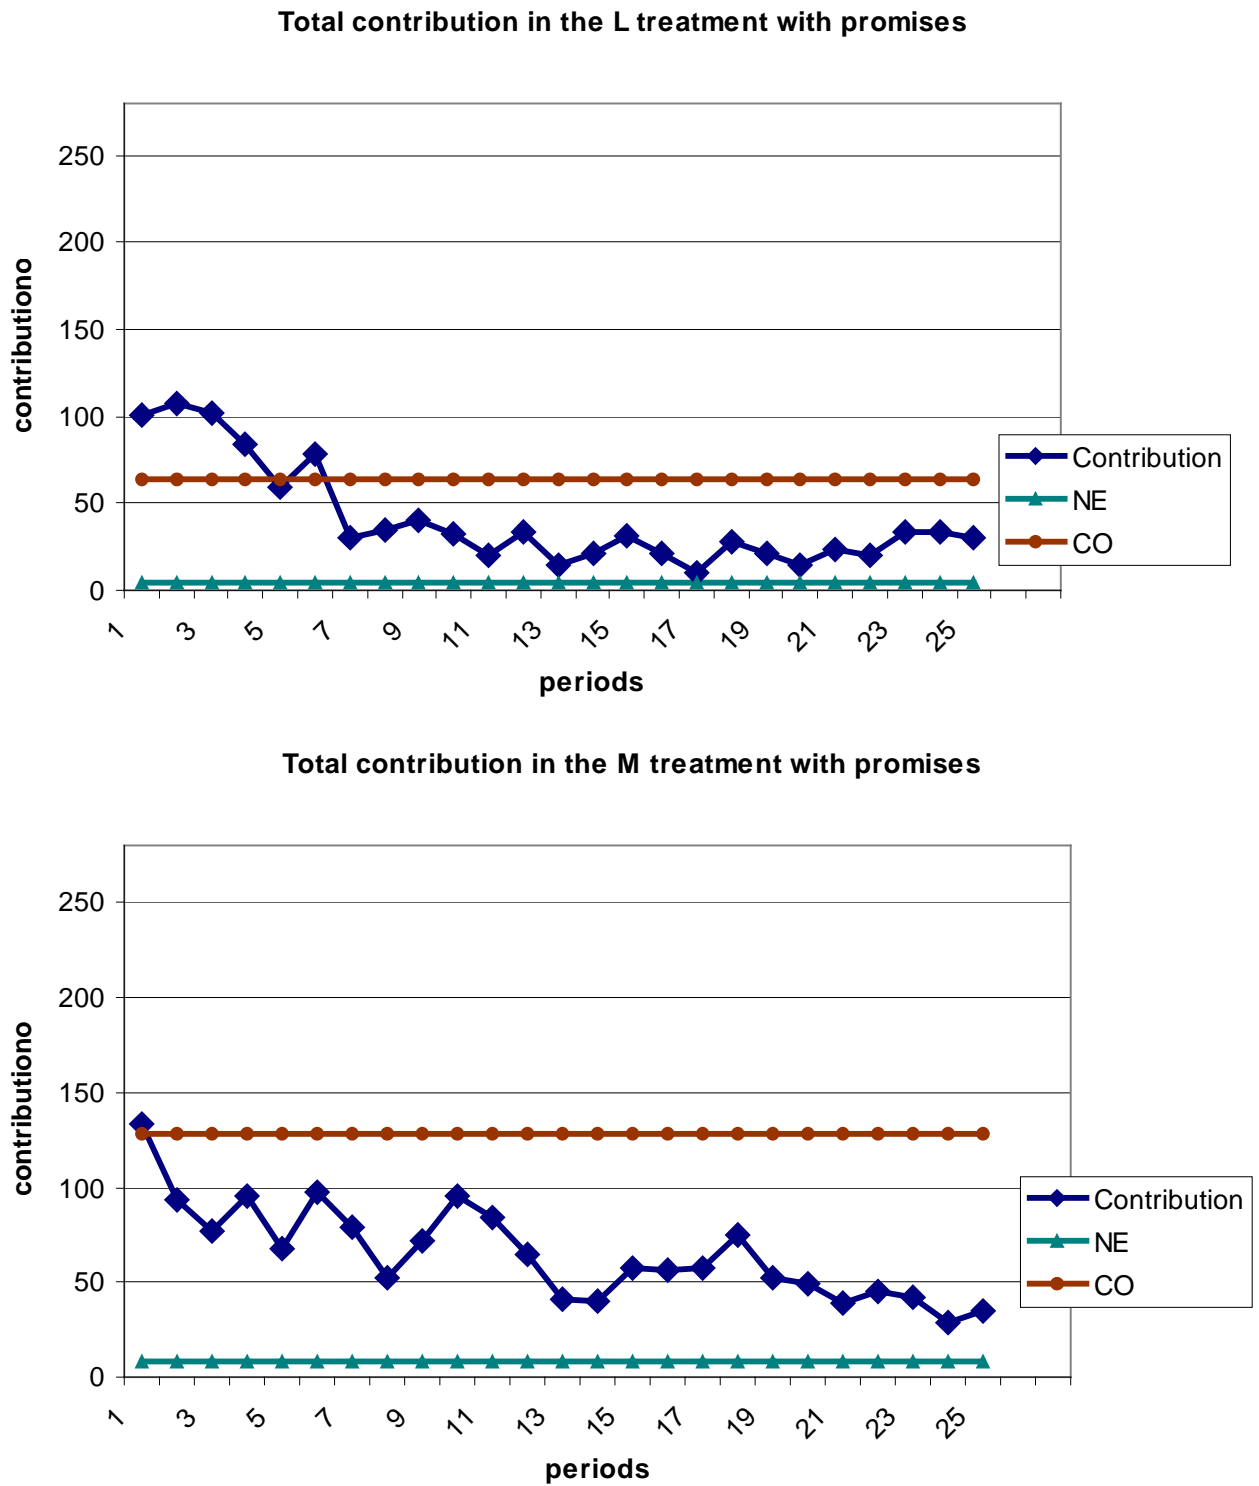 Total contribution in the L treatment with promises
250
200
150
100
50
0
contributiono
1 3 5 7 9 11 13 15 17 19 21 23 25
periods
Contribution
NE
CO
Total contribution in the M treatment with promises
250
200
150
100
50
0
contributiono
1 3 5 7 9 11 13 15 17 19 21 23 25
periods
Contribution
NE
CO